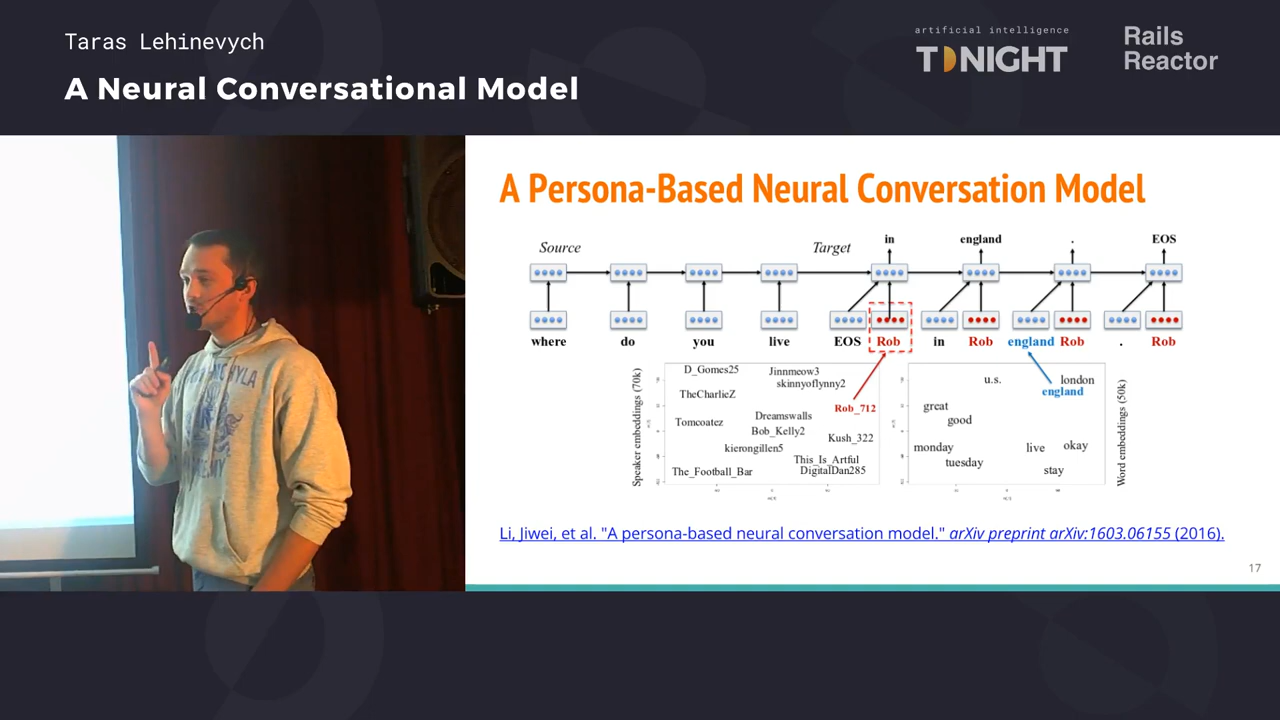 Taras Lehinevych
A Neural Conversational Model
artificial intelligence
TONIGHT
Rails
Reactor
A Persona-Based Neural Conversation Model
Source
Target
in england . EOS
where do you live EOS Rob in Rob england Rob . Rob
Speaker embeddings (70k)
D_Gomes25
Jinnmeow3
skinnyoflynny2
TheCharlieZ
Rob_712
Dreamswalls
Tomcoatez
Bob_Kelly2
Kush_322
kierongillen5
This_Is_Artful
The_Football_Bar
DigitalDan285
u.s.
london
england
great
good
monday
live
okay
tuesday
stay
Word embeddings (50k)
Li, Jiwei, et al. "A persona-based neural conversation model." arXiv preprint arXiv:1603.06155 (2016).
17